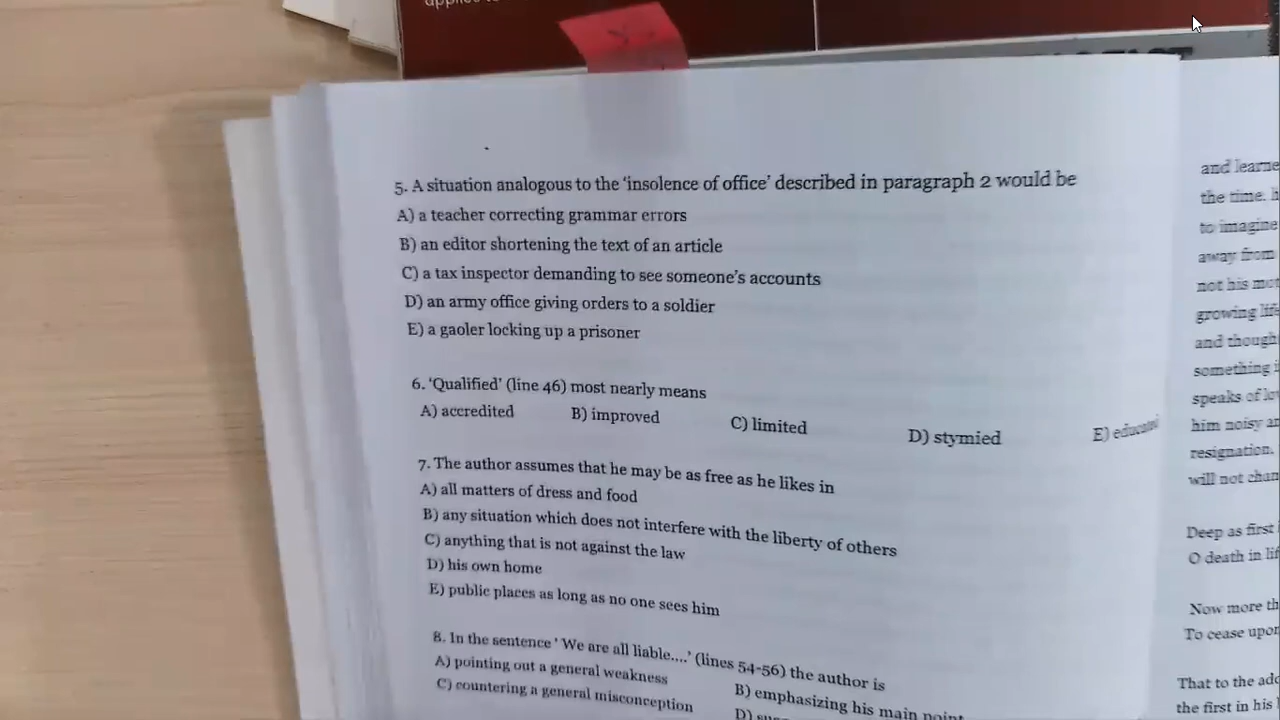 5. A situation analogous to the ‘insolence of office’ described in paragraph 2 would be
A) a teacher correcting grammar errors
B) an editor shortening the text of an article
C) a tax inspector demanding to see someone’s accounts
D) an army office giving orders to a soldier
E) a gaoler locking up a prisoner
6. ‘Qualified’ (line 46) most nearly means
A) accredited B) improved C) limited D) stymied E) educated
7. The author assumes that he may be as free as he likes in
A) all matters of dress and food
B) any situation which does not interfere with the liberty of others
C) anything that is not against the law
D) his own home
E) public places as long as no one sees him
8. In the sentence ‘ We are all liable....’ (lines 54-56) the author is
A) pointing out a general weakness B) emphasizing his main point
C) countering a general misconception D)
and learne
the time. h
to imagine
away from
not his mot
growing life
and though
something i
speaks of lo
him noisy an
resignation.
will not chan
Deep as first
O death in lif
Now more th
To cease upon
That to the ado
the first in his